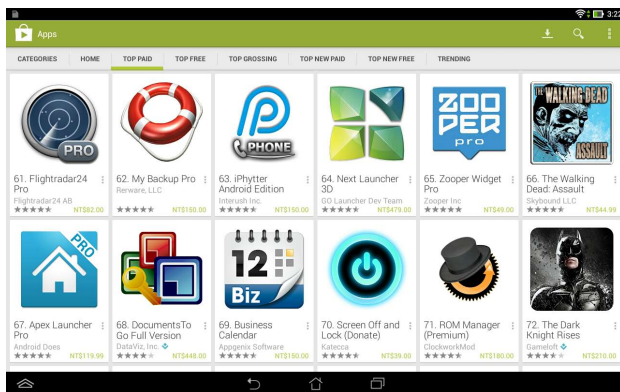 3:22
Apps
CATEGORIES HOME TOP PAID TOP FREE TOP GROSSING TOP NEW PAID TOP NEW FREE TRENDING
PRO
61. Flightradar24 Pro
Flightradar24 AB
NT$82.00
62. My Backup Pro
Rerware, LLC
NT$150.00
PHONE
63. iPhytter Android Edition
Interush Inc.
NT$150.00
64. Next Launcher 3D
GO Launcher Dev Team
NT$479.00
ZOO
PER
pro
65. Zooper Widget Pro
Zooper Inc
NT$49.00
THE WALKING DEAD
ASSAULT
66. The Walking Dead: Assault
Skybound LLC
NT$44.99
PRO
67. Apex Launcher Pro
Android Does
NT$119.99
68. DocumentsTo Go Full Version
DataViz, Inc.
NT$448.00
12
Biz
69. Business Calendar
Appgenix Software
NT$150.00
70. Screen Off and Lock (Donate)
Katecca
NT$39.00
71. ROM Manager (Premium)
ClockworkMod
NT$180.00
72. The Dark Knight Rises
Gameloft
NT$210.00